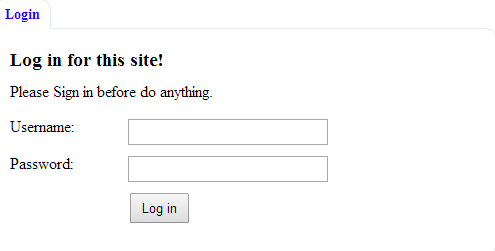 Login
Log in for this site!
Please Sign in before do anything.
Username:
Password:
Log in